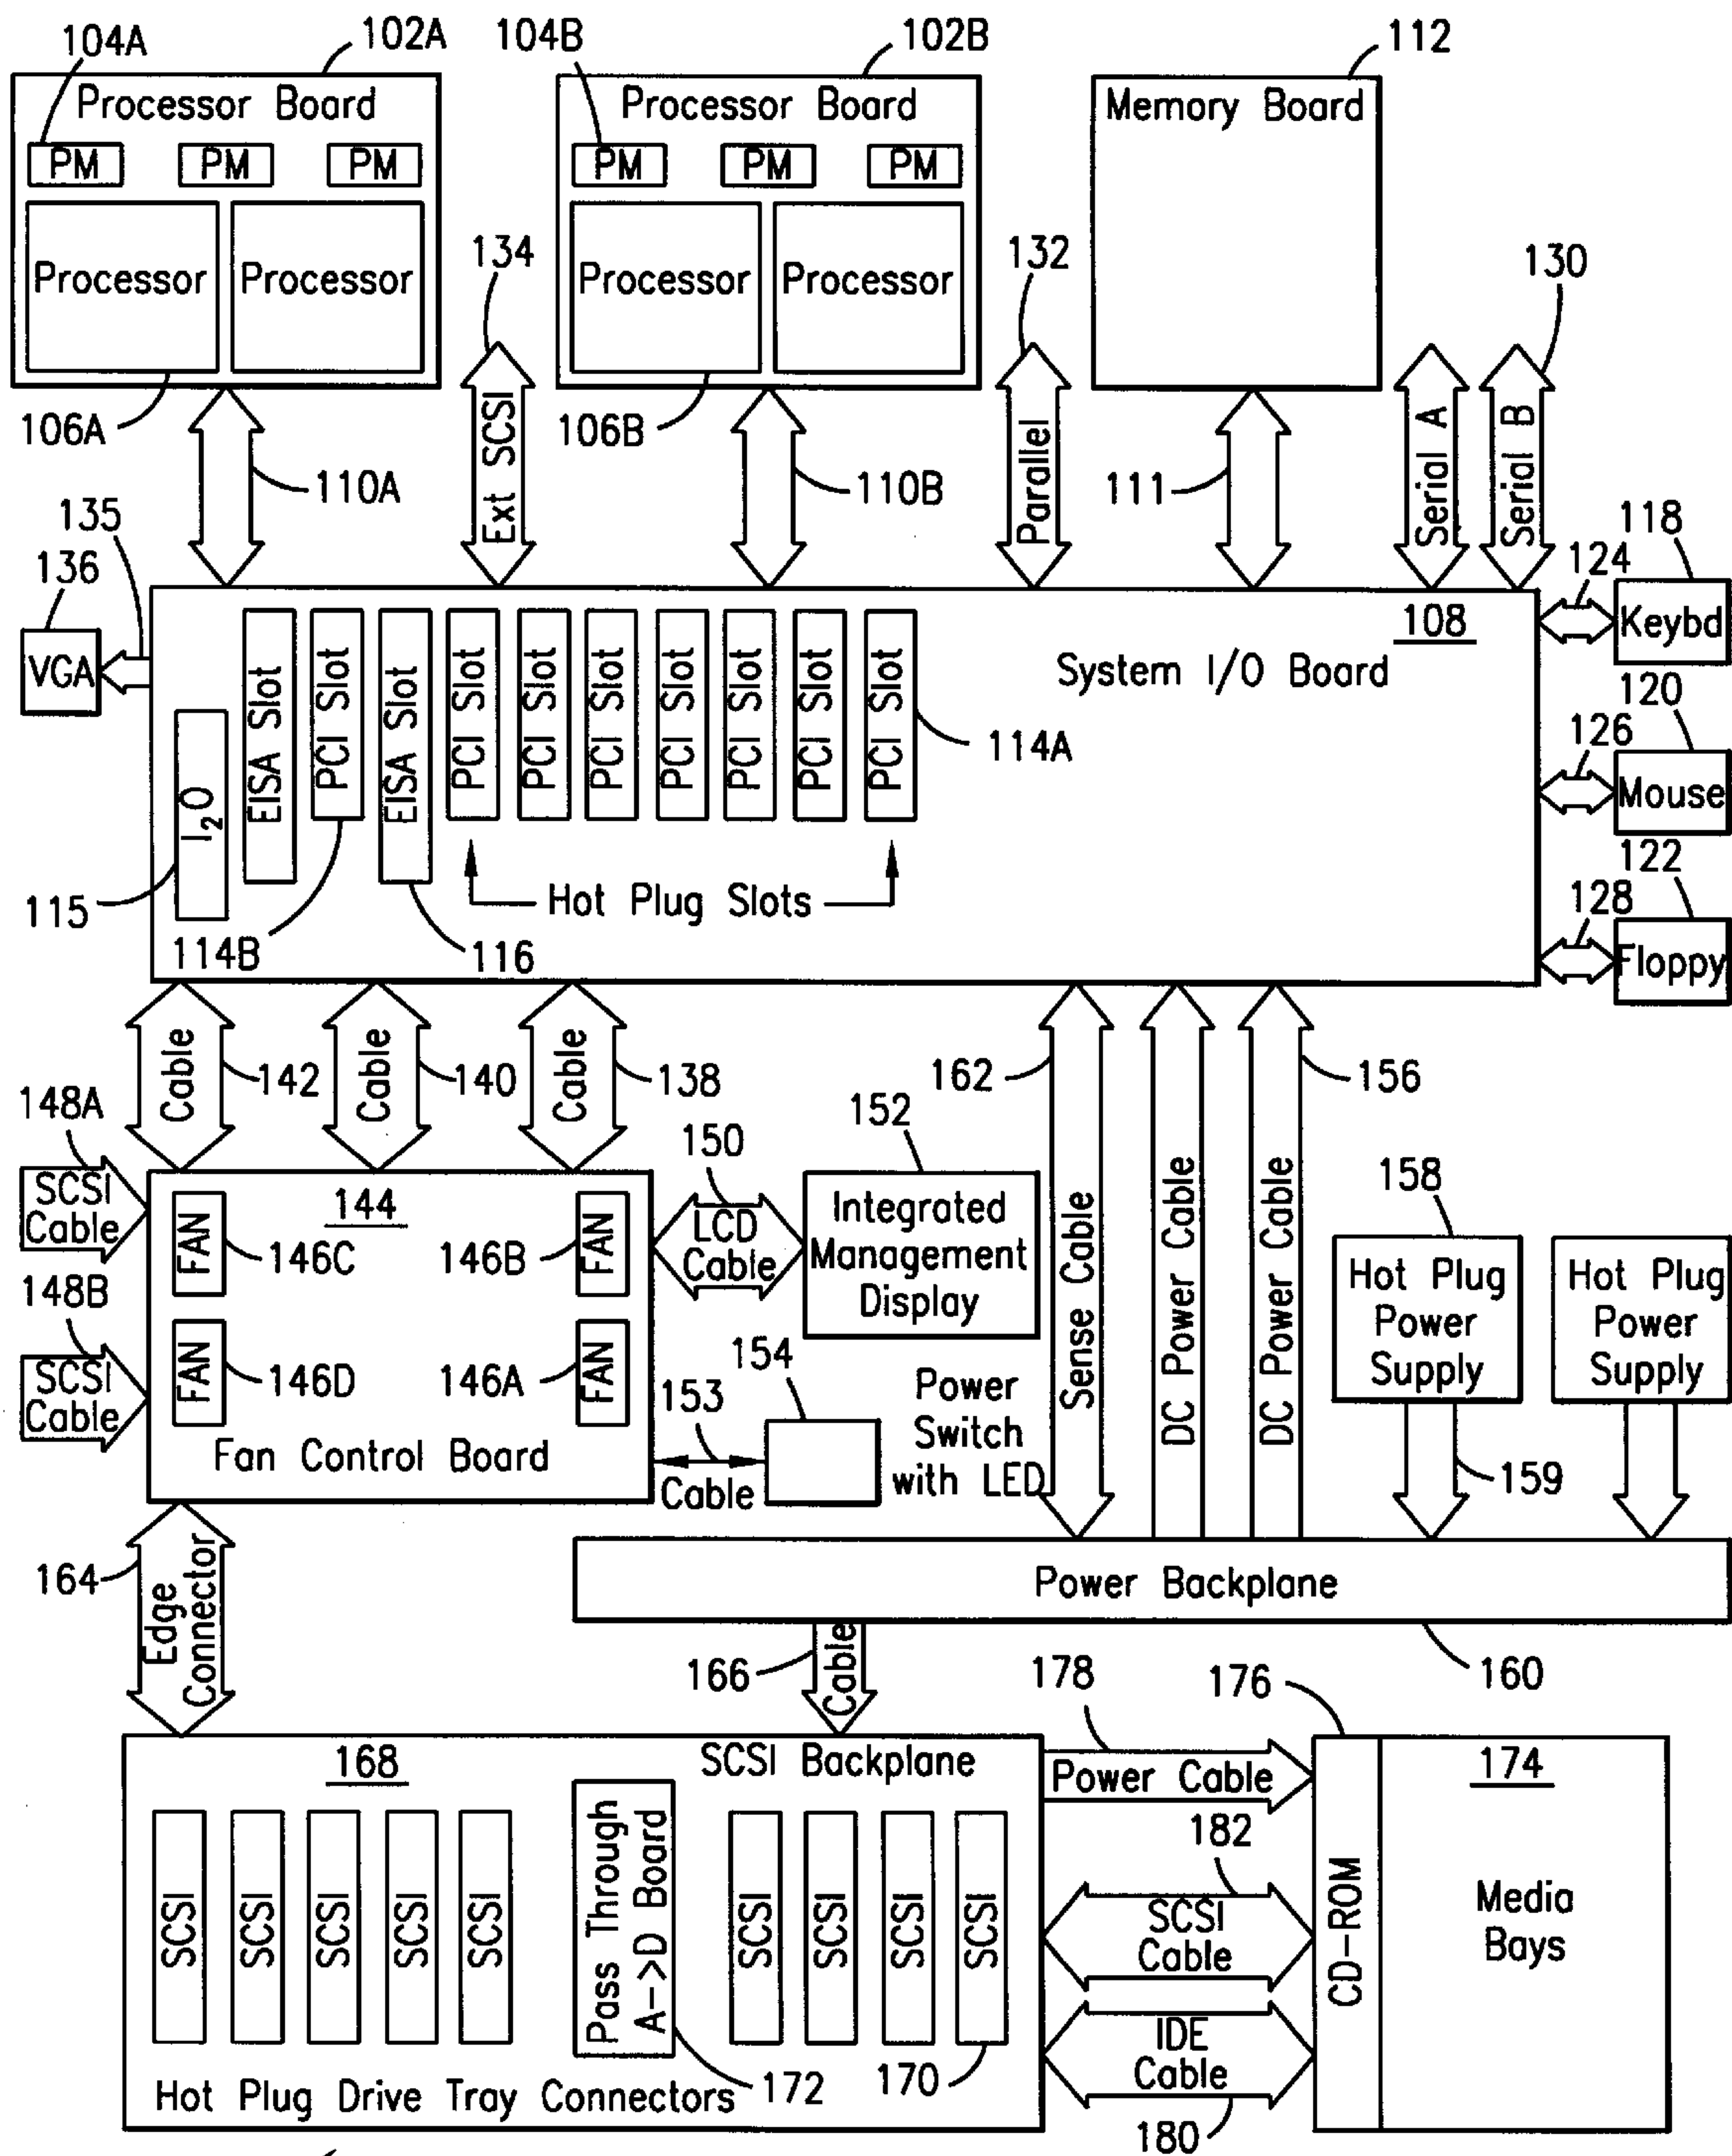 104A
102A
104B
102B
112
Processor Board
Processor Board
Memory Board
PM
PM
PM
PM
PM
PM
Processor
Processor
Processor
Processor
134
132
130
106A
106B
110A
Ext SCSI
110B
Parallel
111
Serial A
Serial B
135
136
VGA
118
124
Keybd
120
126
Mouse
122
128
Floppy
108
System I/O Board
I2O
EISA Slot
PCI Slot
EISA Slot
PCI Slot
PCI Slot
PCI Slot
PCI Slot
PCI Slot
PCI Slot
PCI Slot
114A
Hot Plug Slots
115
114B
116
Cable
142
Cable
140
Cable
138
162
156
148A
SCSI
Cable
148B
SCSI
Cable
144
FAN
146C
146B
FAN
FAN
146D
146A
FAN
Fan Control Board
150
LCD
Cable
152
Integrated
Management
Display
153
Cable
154
Power
Switch
with LED
Sense Cable
DC Power Cable
DC Power Cable
158
Hot Plug
Power
Supply
Hot Plug
Power
Supply
159
164
Edge
Connector
Power Backplane
160
166
Cable
178
Power Cable
176
168
SCSI Backplane
SCSI
SCSI
SCSI
SCSI
SCSI
Pass Through
A->D Board
SCSI
SCSI
SCSI
SCSI
172
170
Hot Plug Drive Tray Connectors
182
SCSI
Cable
IDE
Cable
180
CD-ROM
174
Media
Bays